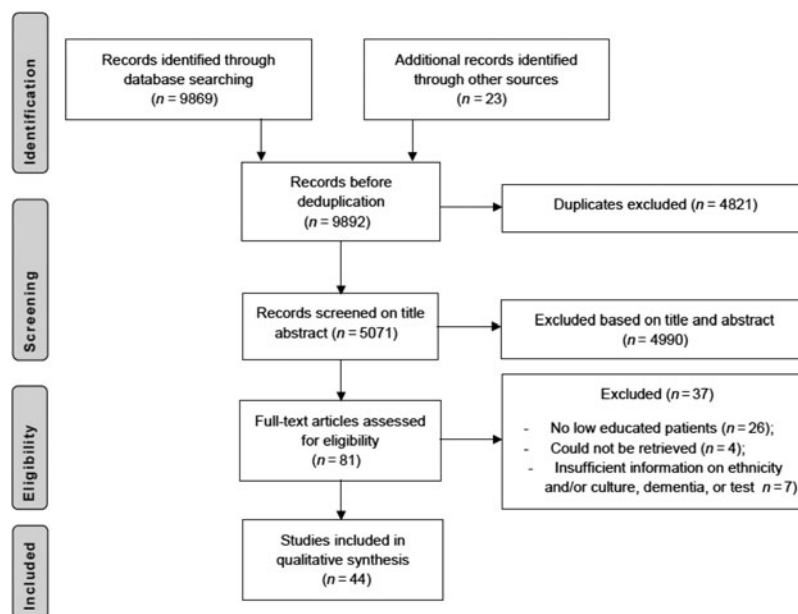 Identification
Records identified through
database searching
(n = 9869)
Additional records identified
through other sources
(n = 23)
Records before
deduplication
(n = 9892)
Duplicates excluded (n = 4821)
Screening
Records screened on title
abstract (n = 5071)
Excluded based on title and abstract
(n = 4990)
Eligibility
Full-text articles assessed
for eligibility
(n = 81)
Excluded (n = 37)
- No low educated patients (n = 26);
- Could not be retrieved (n = 4);
- Insufficient information on ethnicity
and/or culture, dementia, or test n = 7)
Included
Studies included in
qualitative synthesis
(n = 44)